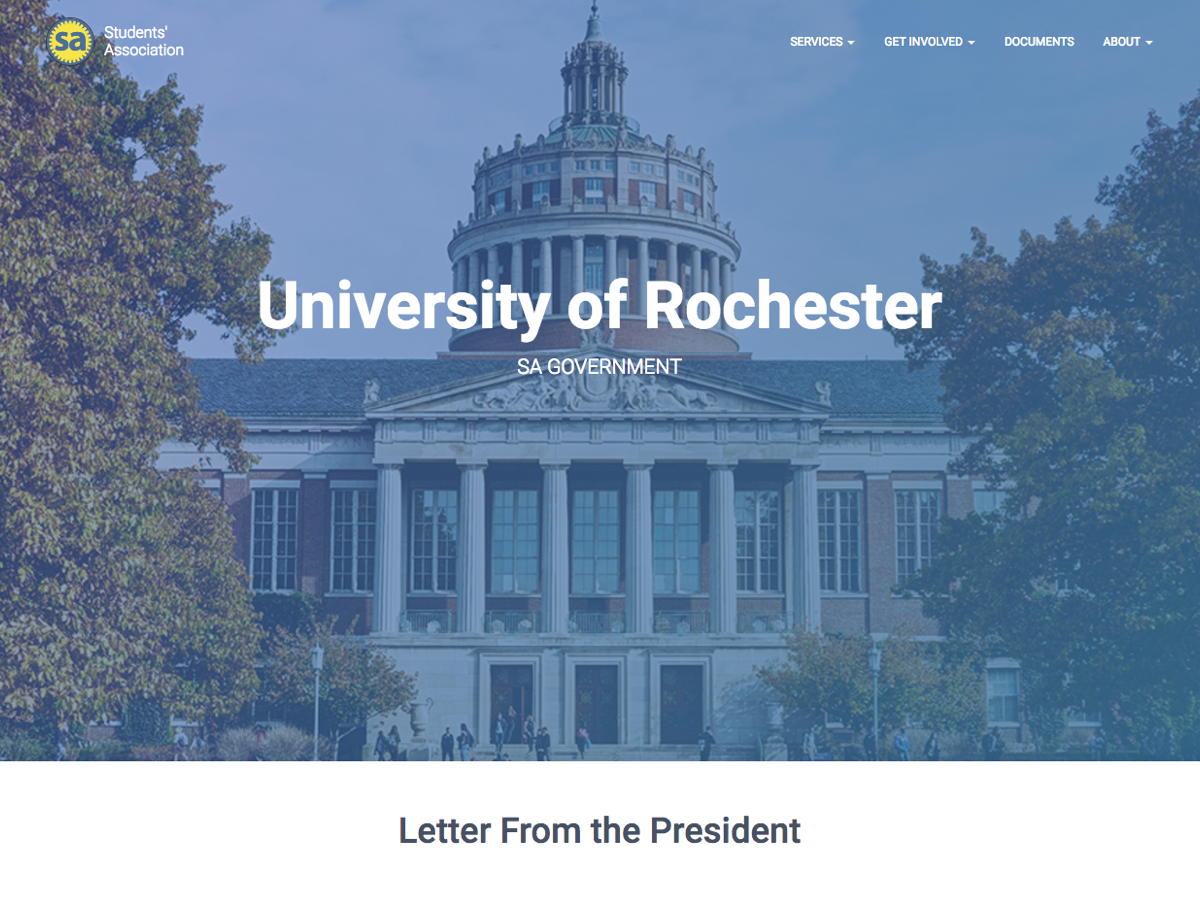 sa
Students'
Association
SERVICES
GET INVOLVED
DOCUMENTS
ABOUT
University of Rochester
SA GOVERNMENT
Letter From the President